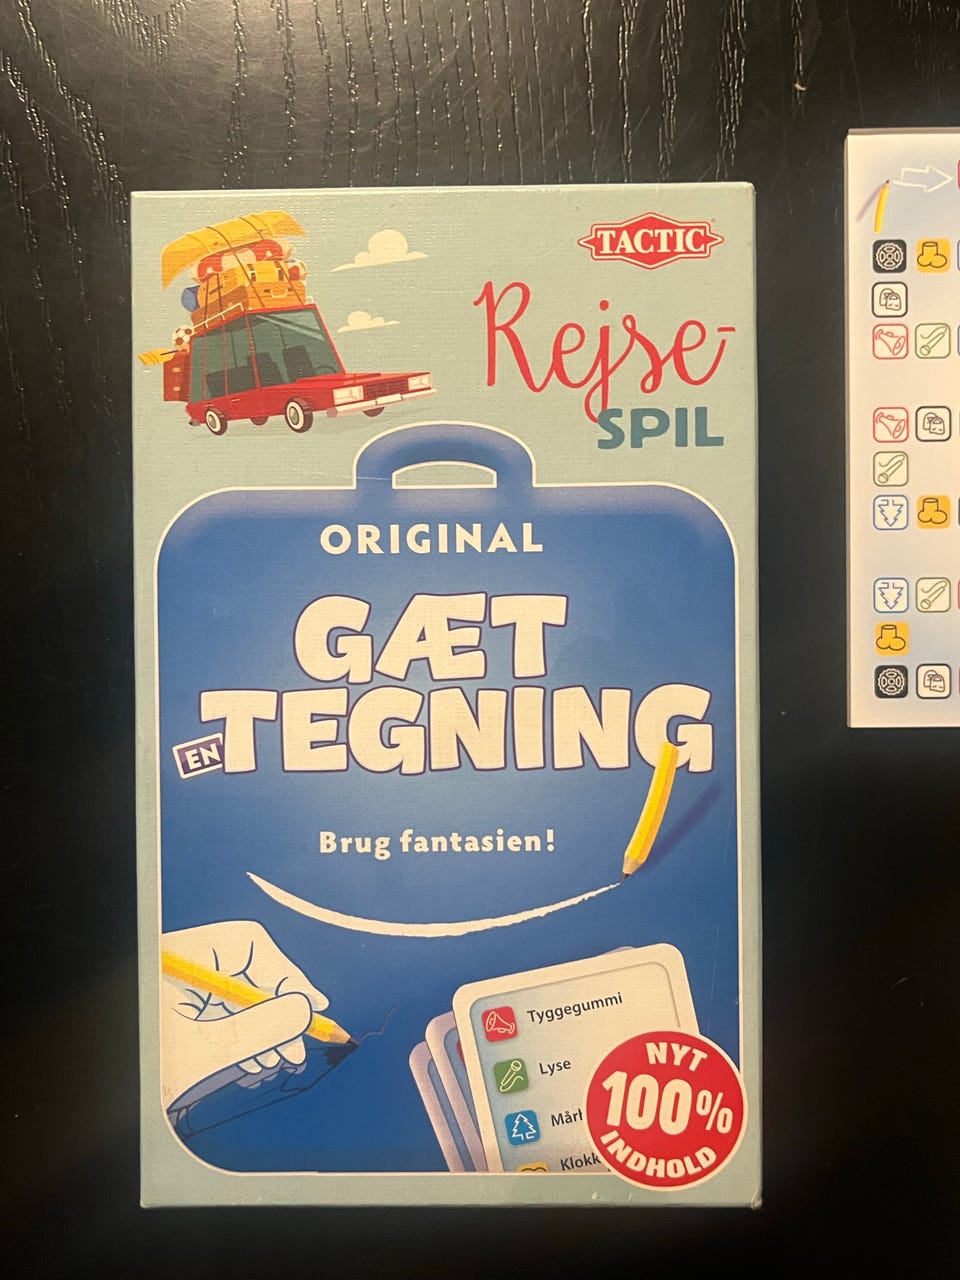 TACTIC
Rejse-
SPIL
ORIGINAL
GÆT
EN TEGNING
Brug fantasien!
Tyggegummi
Lyse
NYT
100%
INDHOLD